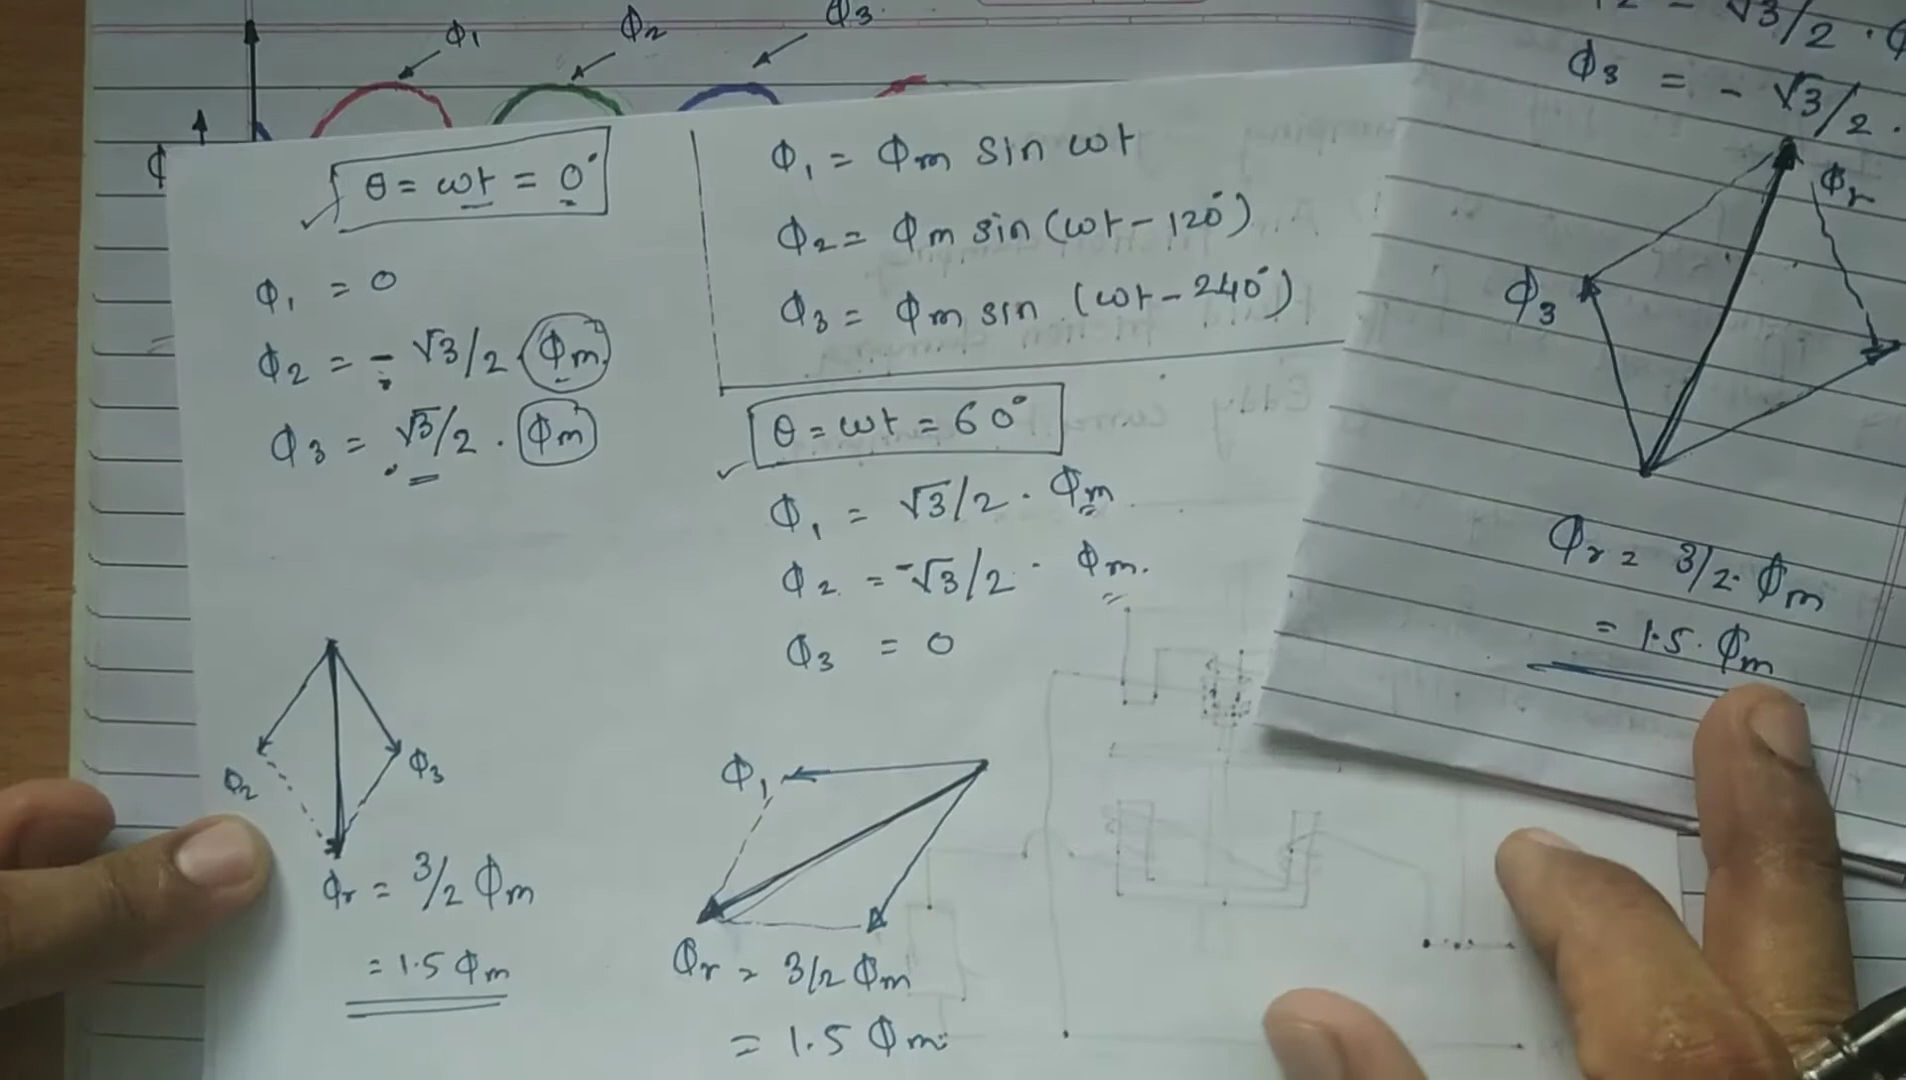 Φ1
Φ2
Φ3
Φ
θ = ωt = 0°
Φ1 = 0
Φ2 = - √3/2 Φm
Φ3 = √3/2 . Φm
Φ2
Φ3
Φr = 3/2 Φm
= 1.5 Φm
Φ1 = Φm sin ωt
Φ2 = Φm sin (ωt - 120°)
Φ3 = Φm sin (ωt - 240°)
θ = ωt = 60°
Φ1 = √3/2 . Φm
Φ2 = -√3/2 . Φm.
Φ3 = 0
Φ1
Φr = 3/2 Φm
= 1.5 Φm
√3/2 .
Φ3 = - √3/2 .
Φr
Φ3
Φr = 3/2 . Φm
= 1.5 . Φm